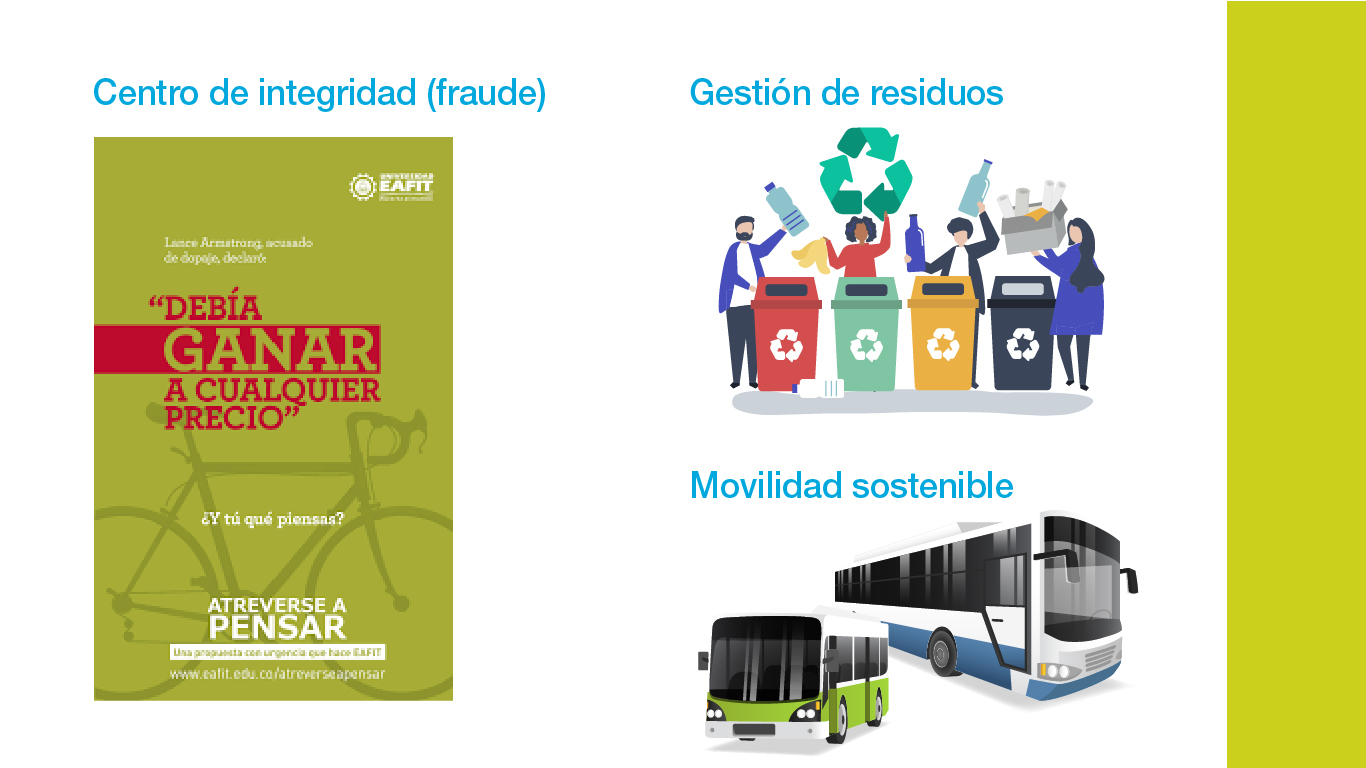 Centro de integridad (fraude)
UNIVERSIDAD
EAFIT
Lance Armstrong, acusado
de dopaje, declaró:
“DEBÍA
GANAR
A CUALQUIER
PRECIO”
¿Y tú qué piensas?
ATREVERSE A
PENSAR
Una propuesta con urgencia que hace EAFIT
www.eafit.edu.co/atreverseapensar
Gestión de residuos
Movilidad sostenible